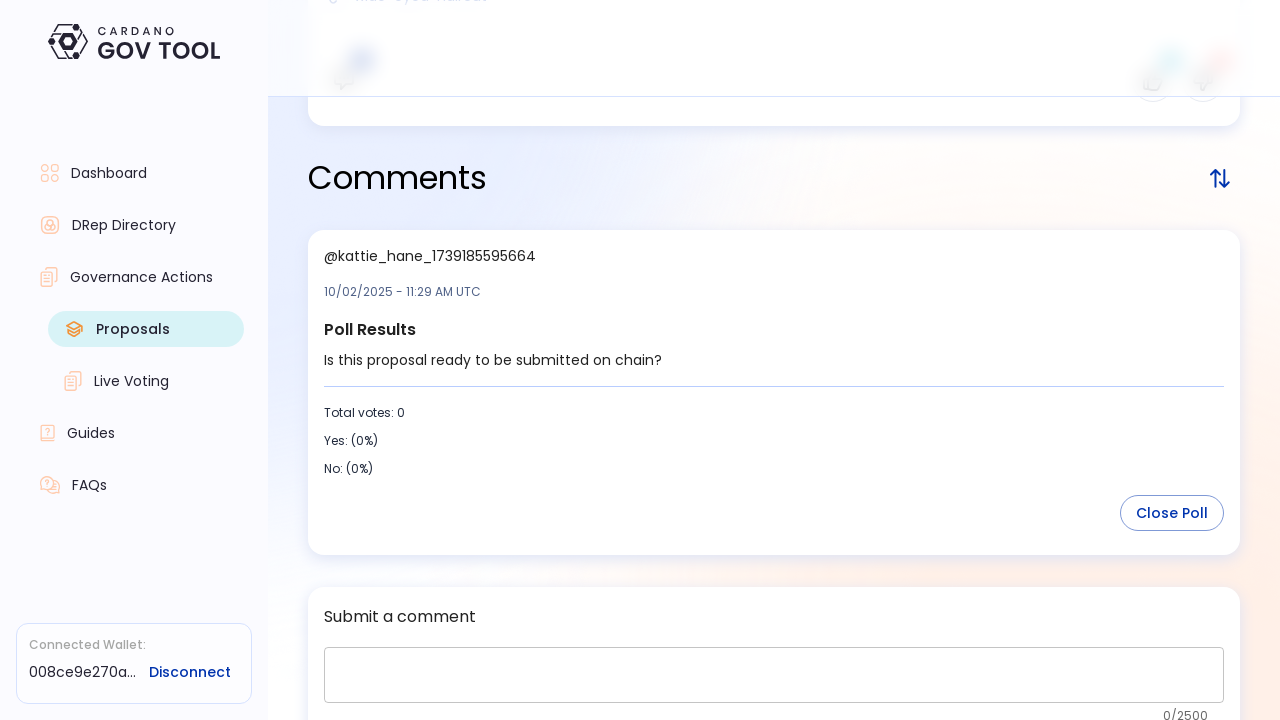 CARDANO
GOV TOOL
Dashboard
DRep Directory
Governance Actions
Proposals
Live Voting
Guides
FAQs
Connected Wallet:
008ce9e270a...
Disconnect
Comments
@kattie_hane_1739185595664
10/02/2025 - 11:29 AM UTC
Poll Results
Is this proposal ready to be submitted on chain?
Total votes: 0
Yes: (0%)
No: (0%)
Close Poll
Submit a comment
0/2500